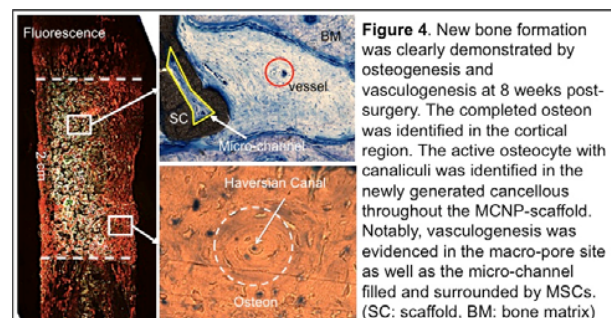 Fluorescence
2 cm
BM
vessel
SC
Micro-channel
Haversian Canal
Osteon
Figure 4. New bone formation
was clearly demonstrated by
osteogenesis and
vasculogenesis at 8 weeks post-
surgery. The completed osteon
was identified in the cortical
region. The active osteocyte with
canaliculi was identified in the
newly generated cancellous
throughout the MCNP-scaffold.
Notably, vasculogenesis was
evidenced in the macro-pore site
as well as the micro-channel
filled and surrounded by MSCs.
(SC: scaffold, BM: bone matrix)